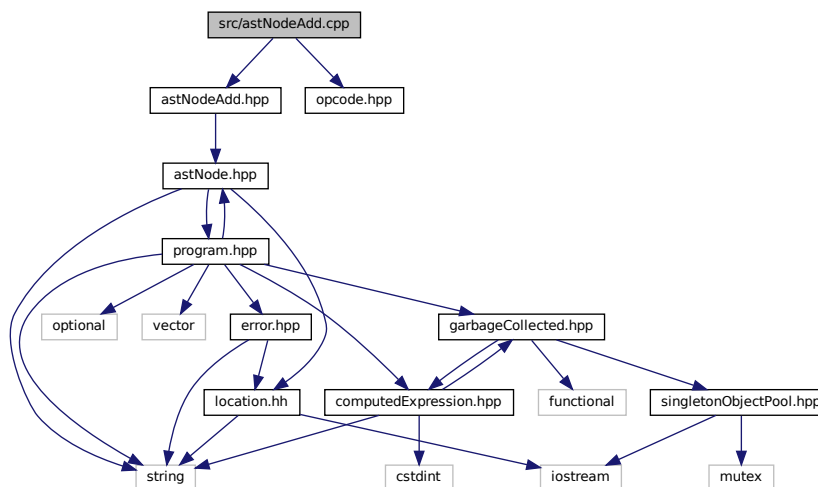 src/astNodeAdd.cpp
astNodeAdd.hpp
opcode.hpp
astNode.hpp
program.hpp
optional
vector
error.hpp
garbageCollected.hpp
location.hh
computedExpression.hpp
functional
singletonObjectPool.hpp
string
cstdint
iostream
mutex